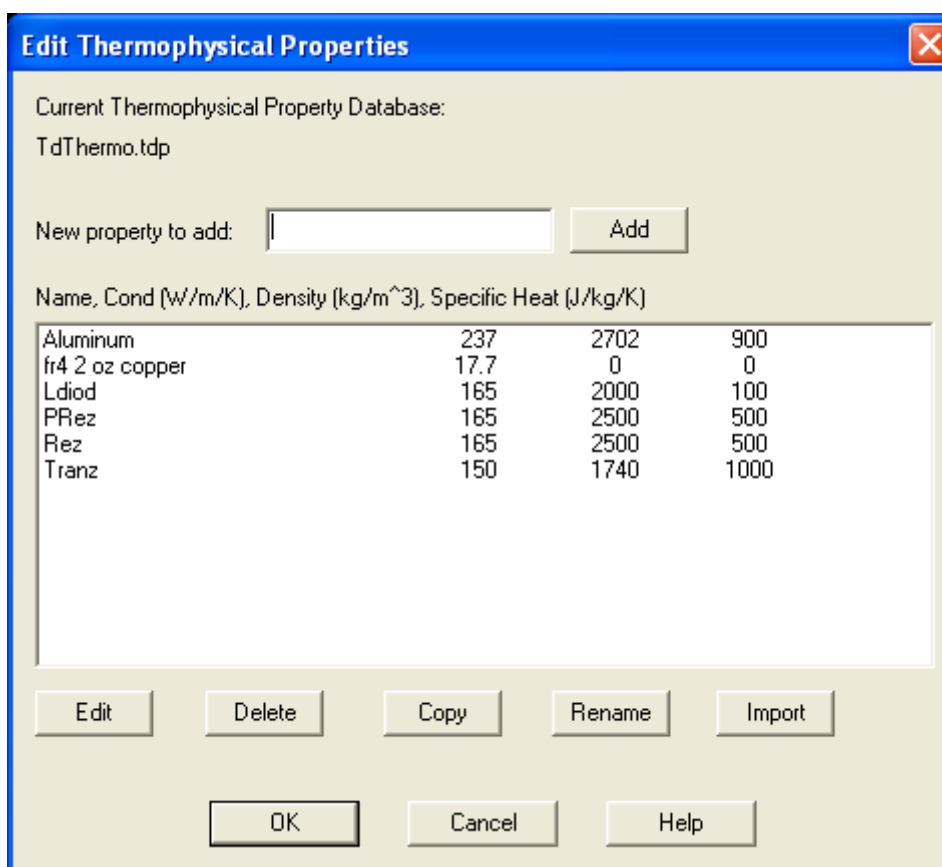 Edit Thermophysical Properties
Current Thermophysical Property Database:
TdThermo.tdp
New property to add: Add
Name, Cond (W/m/K), Density (kg/m^3), Specific Heat (J/kg/K)
Aluminum 237 2702 900
fr4 2 oz copper 17.7 0 0
Ldiod 165 2000 100
PRez 165 2500 500
Rez 165 2500 500
Tranz 150 1740 1000
Edit Delete Copy Rename Import
OK Cancel Help